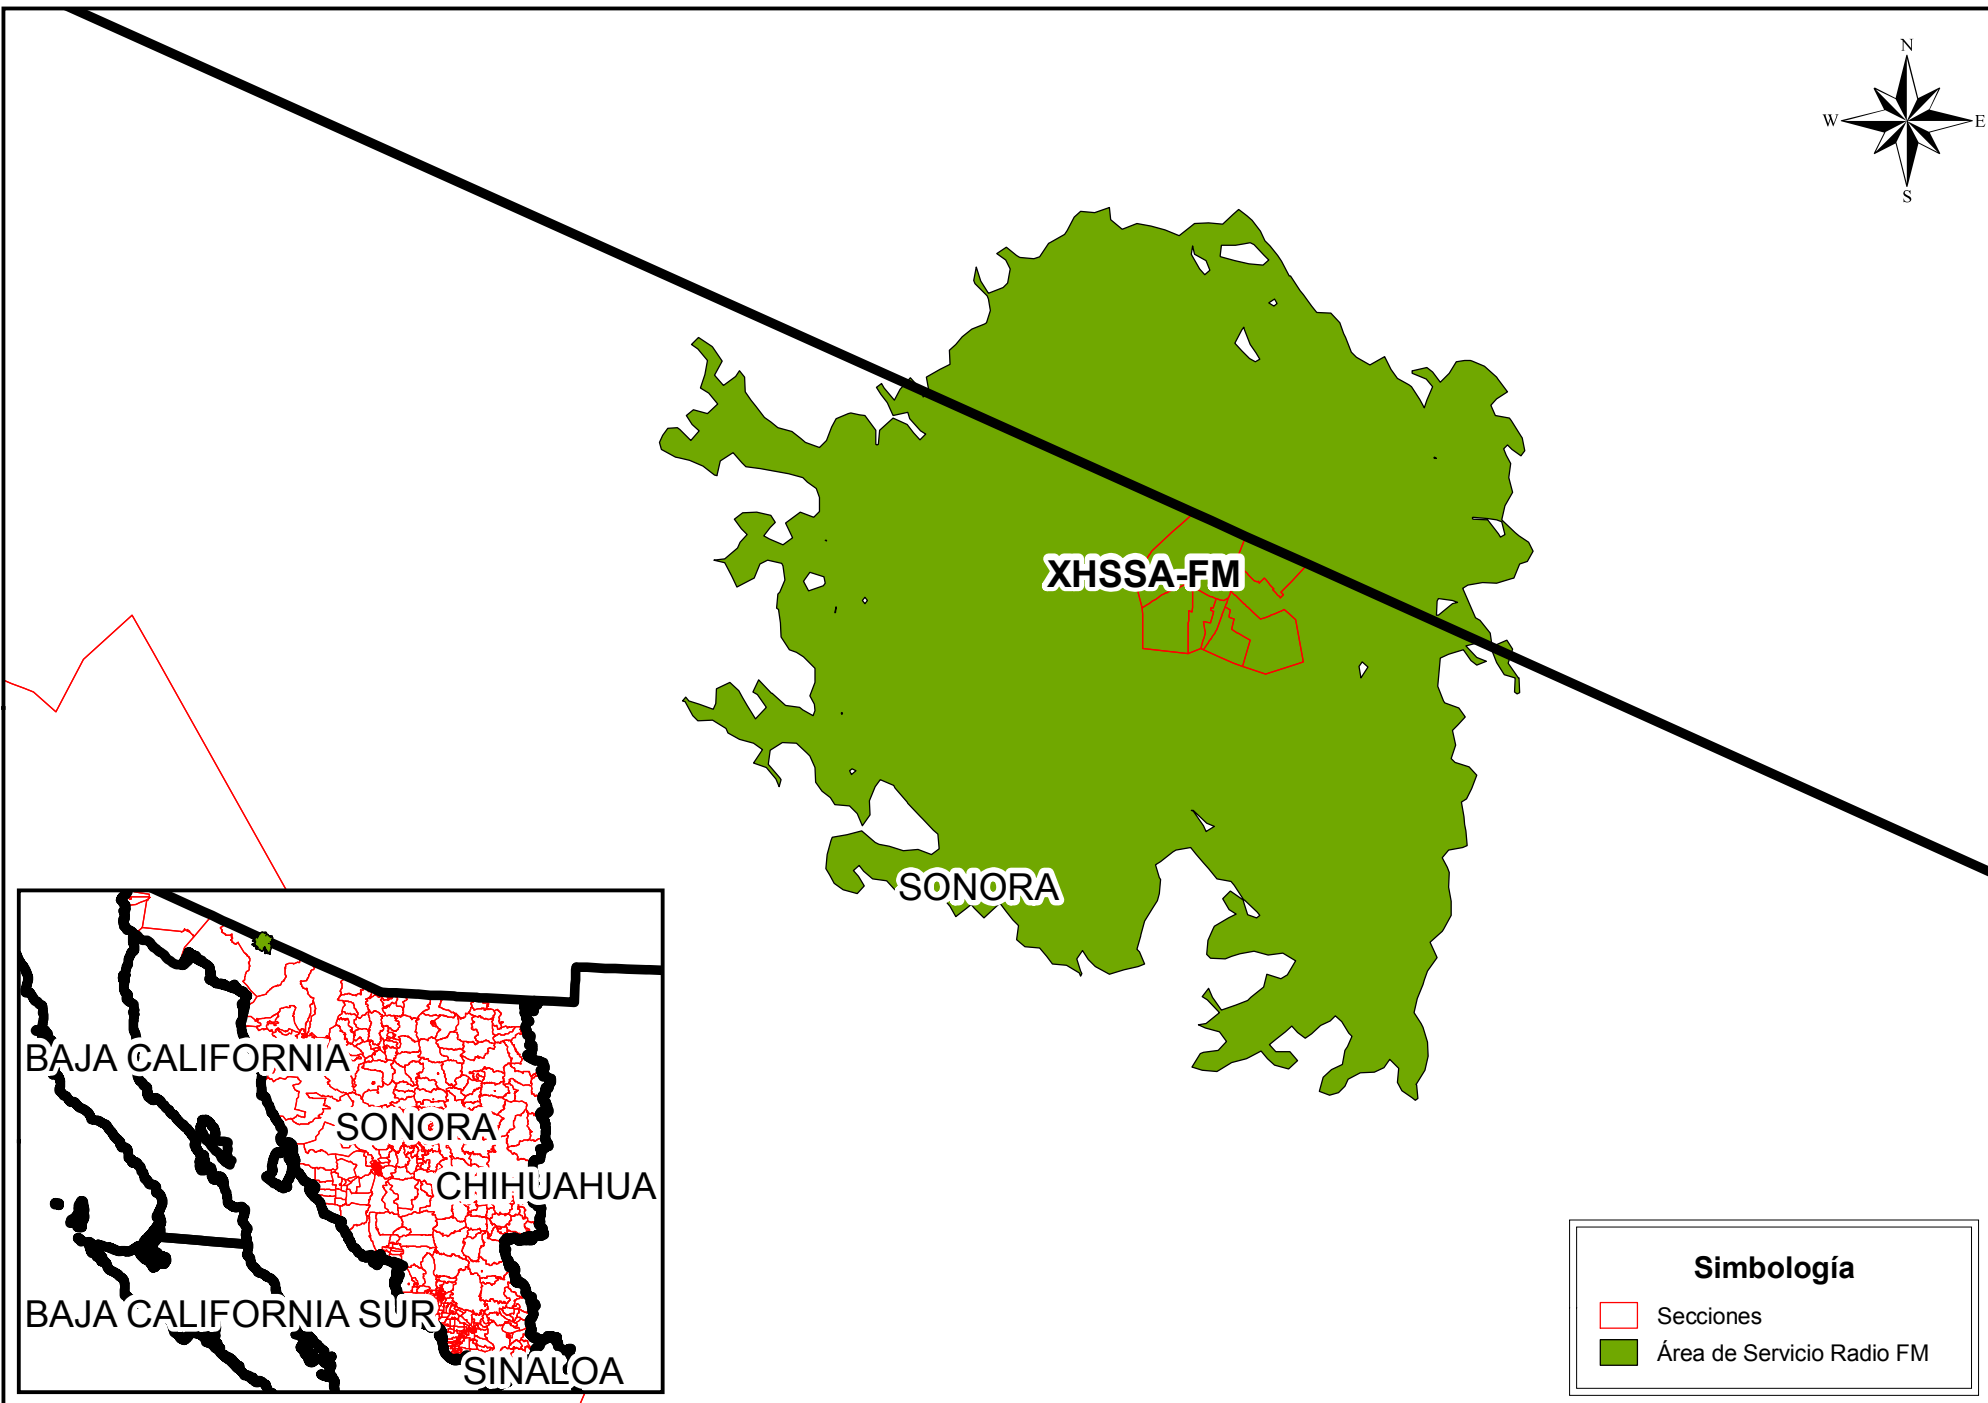 N
W
E
S
XHSSA-FM
SONORA
BAJA CALIFORNIA
SONORA
CHIHUAHUA
BAJA CALIFORNIA SUR
SINALOA
Simbología
Secciones
Área de Servicio Radio FM